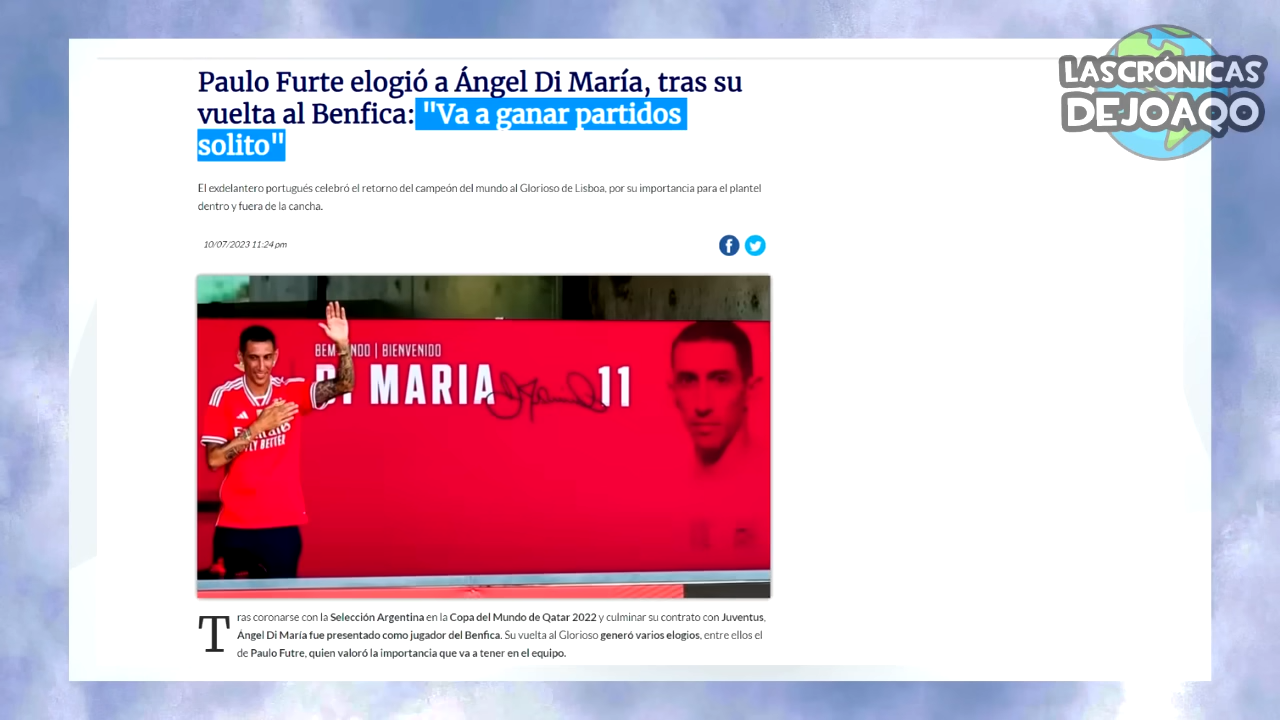 LAS CRÓNICAS
DE JOAQO
Paulo Furte elogió a Ángel Di María, tras su
vuelta al Benfica: "Va a ganar partidos
solito"
El exdelantero portugués celebró el retorno del campeón del mundo al Glorioso de Lisboa, por su importancia para el plantel
dentro y fuera de la cancha.
10/07/2023 11:24 pm
BIENVENIDO
DI MARIA 11
FLY BETTER
Tras coronarse con la Selección Argentina en la Copa del Mundo de Qatar 2022 y culminar su contrato con Juventus,
Ángel Di María fue presentado como jugador del Benfica. Su vuelta al Glorioso generó varios elogios, entre ellos el
de Paulo Futre, quien valoró la importancia que va a tener en el equipo.